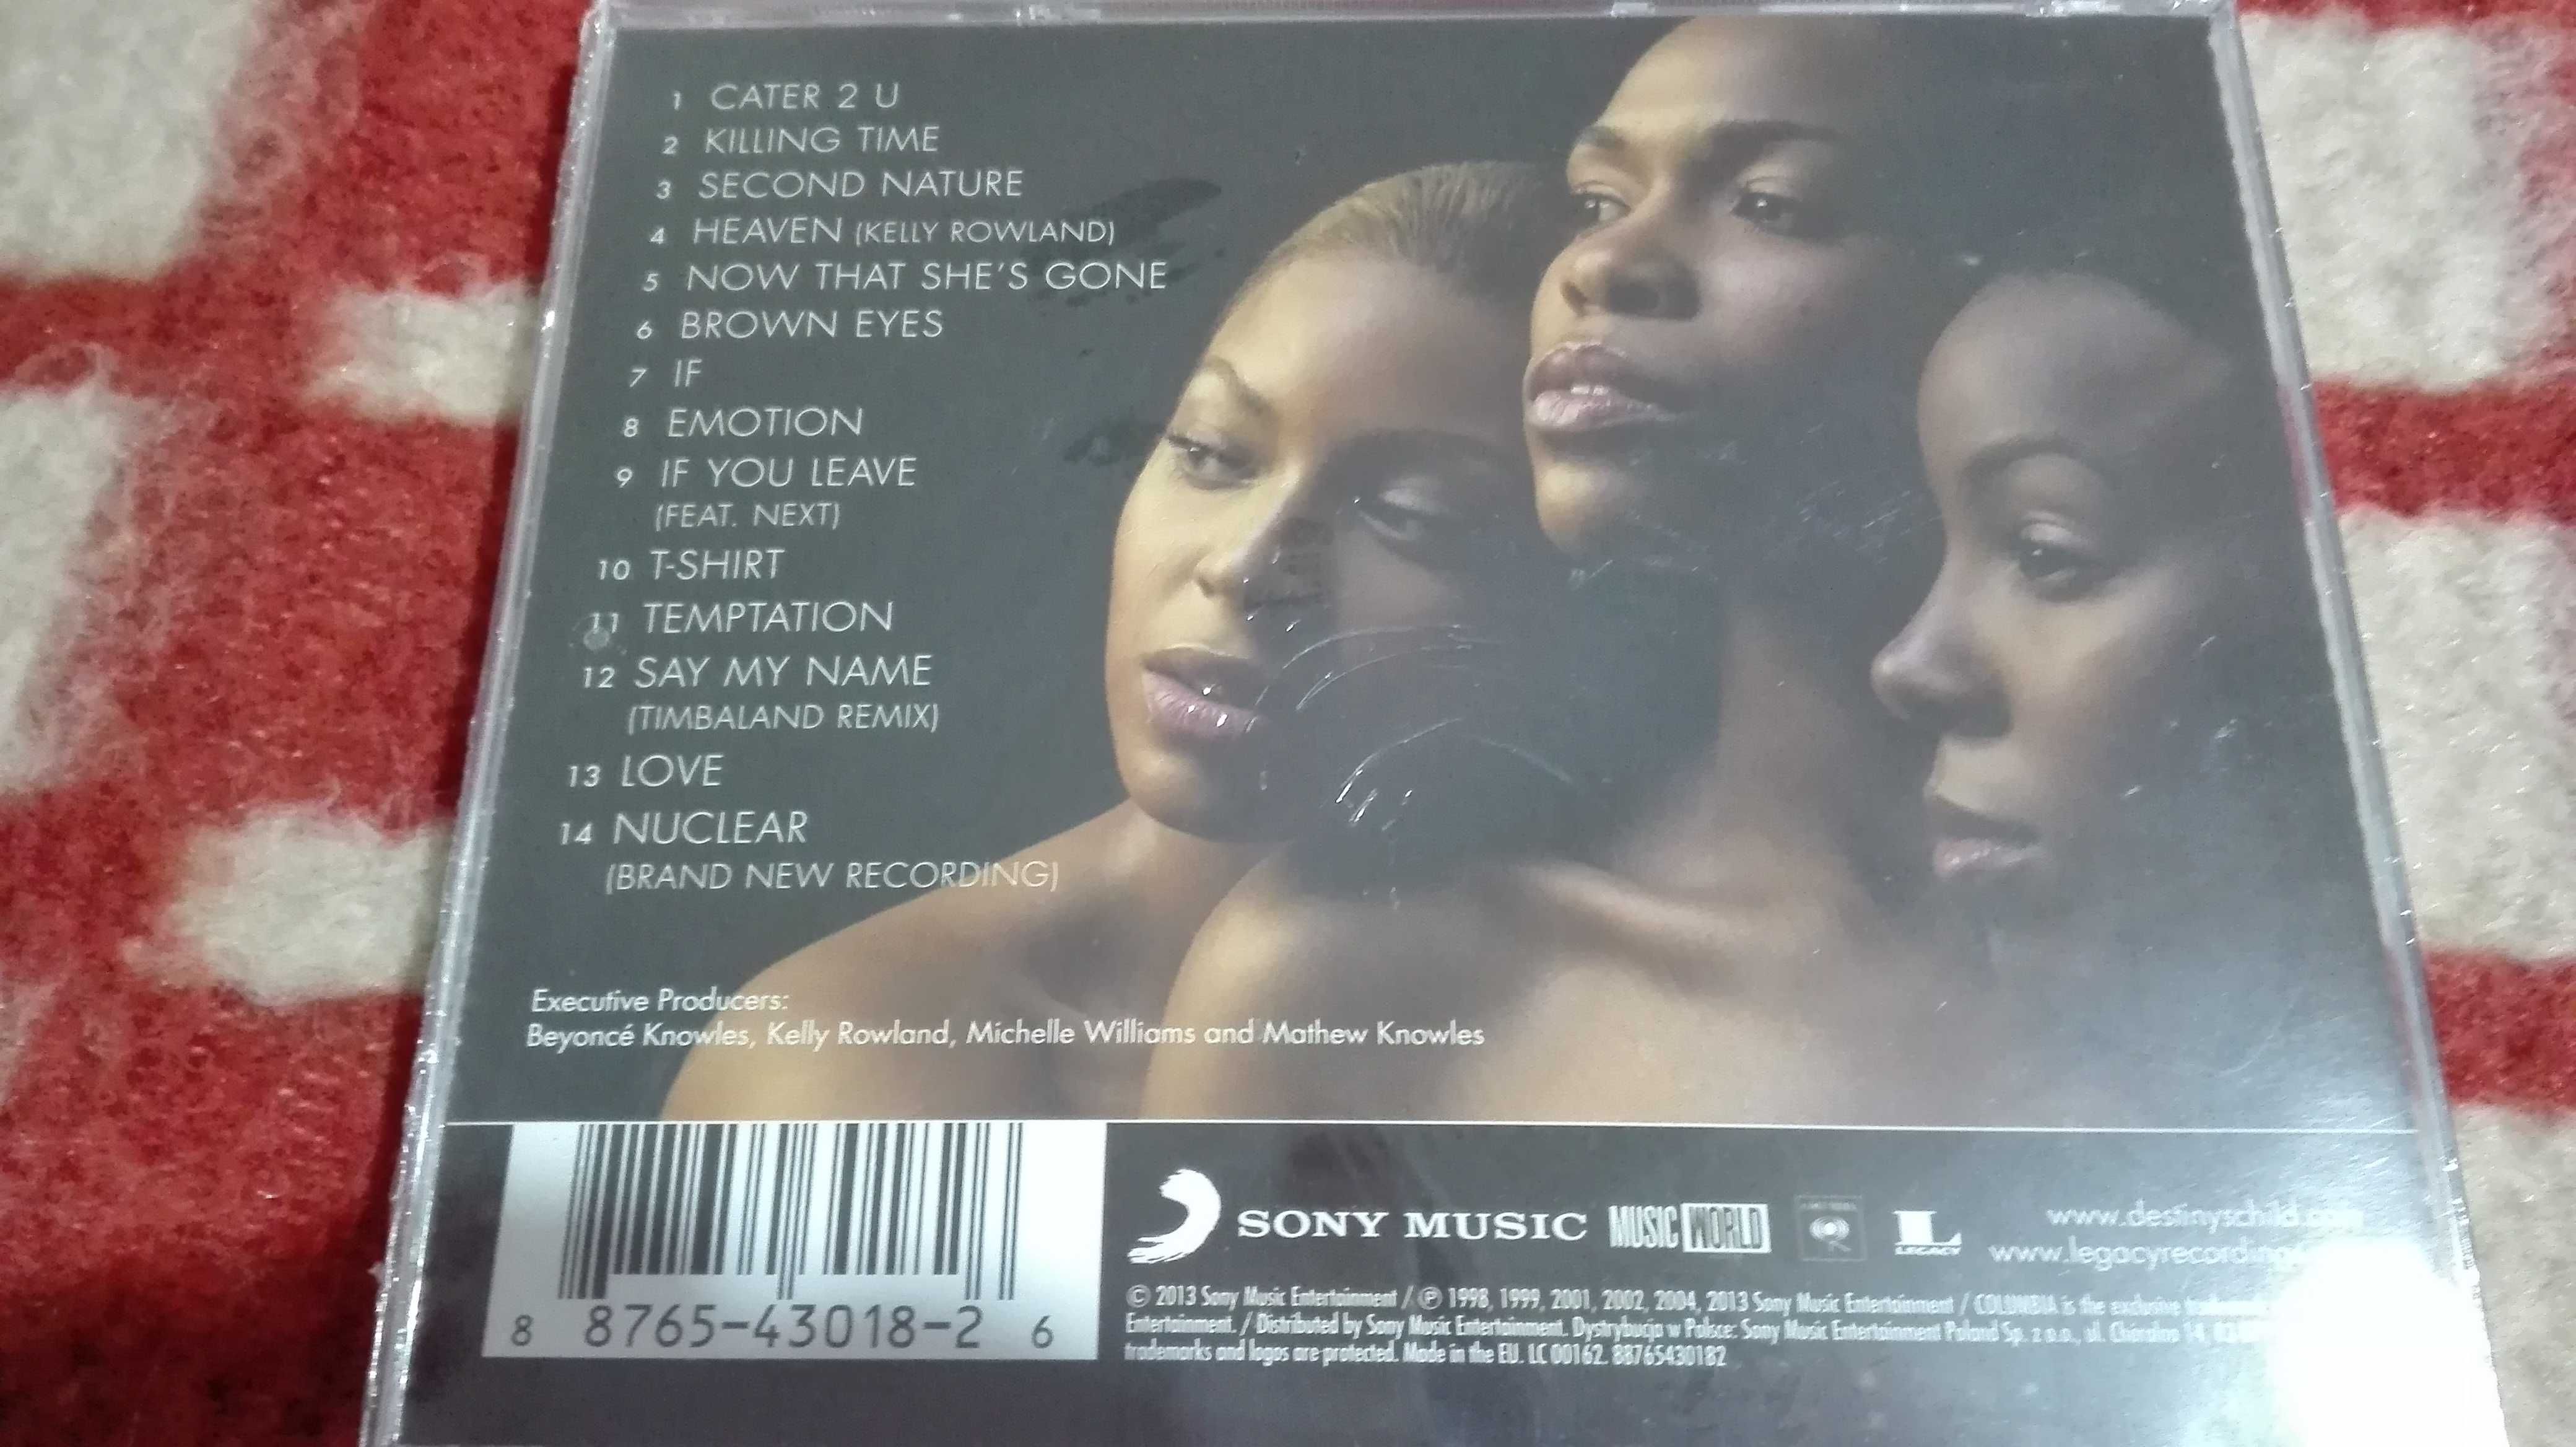 1 CATER 2 U
2 KILLING TIME
3 SECOND NATURE
4 HEAVEN (KELLY ROWLAND)
5 NOW THAT SHE'S GONE
6 BROWN EYES
7 IF
8 EMOTION
9 IF YOU LEAVE
(FEAT. NEXT)
10 T-SHIRT
11 TEMPTATION
12 SAY MY NAME
(TIMBALAND REMIX)
13 LOVE
14 NUCLEAR
(BRAND NEW RECORDING)
Executive Producers:
Beyoncé Knowles, Kelly Rowland, Michelle Williams and Mathew Knowles
8 8765-43018-2 6
SONY MUSIC MUSIC WORLD L LEGACY
www.destinyschild.com
© 2013 Sony Music Entertainment / ℗ 1998, 1999, 2001, 2002, 2004, 2013 Sony Music Entertainment / COLUMBIA is the exclusive
Entertainment. / Distributed by Sony Music Entertainment. Dystrybucja w Polsce: Sony Music Entertainment Poland Sp. z o.o., ul.
trademarks and logos are protected. Made in the EU. LC 00162. 88765430182